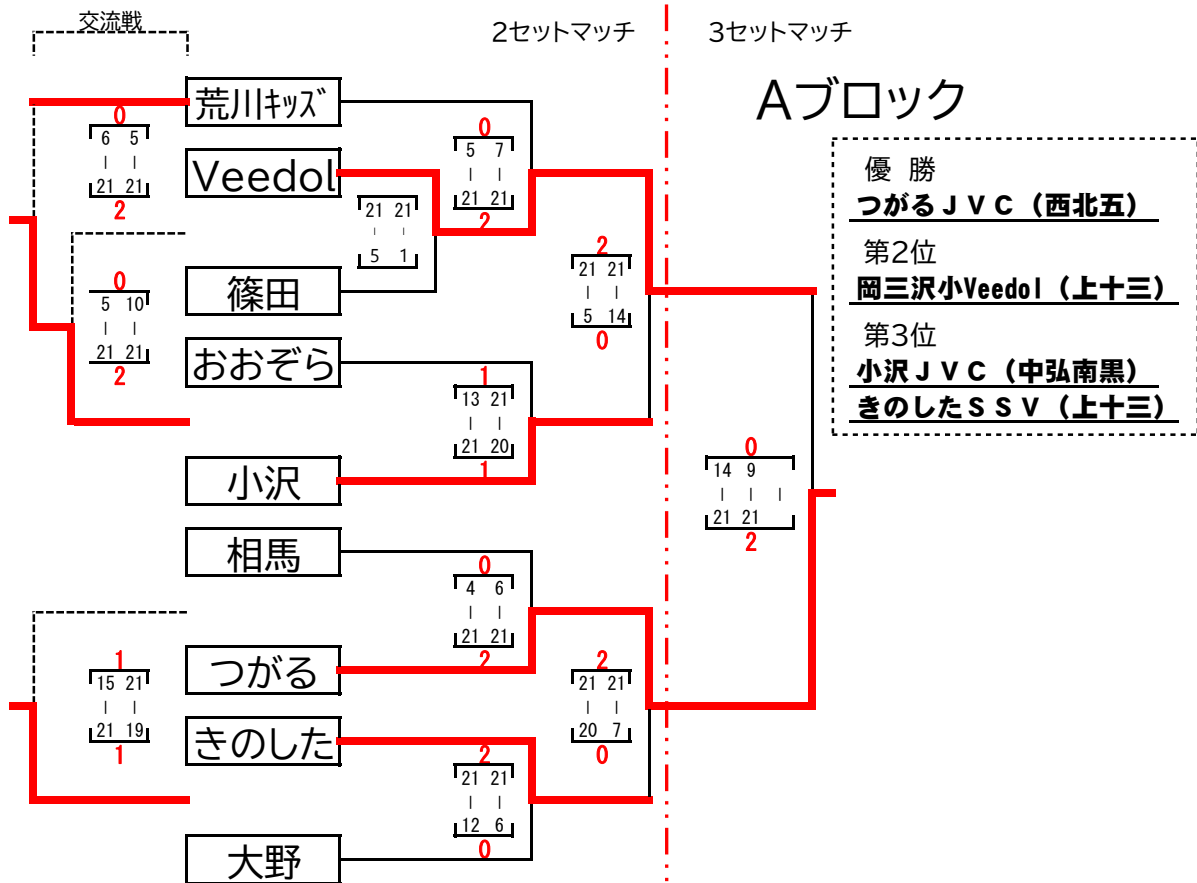 交流戦
2セットマッチ
3セットマッチ
Aブロック
荒川ｷｯｽﾞ
Veedol
篠田
おおぞら
小沢
相馬
つがる
きのした
大野
0
6 5
21 21
2
0
5 10
21 21
2
1
15 21
21 19
1
21 21
5 1
0
5 7
21 21
2
1
13 21
21 20
1
0
4 6
21 21
2
2
21 21
12 6
0
2
21 21
5 14
0
2
21 21
20 7
0
0
14 9
21 21
2
優 勝
つがるＪＶＣ（西北五）
第2位
岡三沢小Veedol（上十三）
第3位
小沢ＪＶＣ（中弘南黒）
きのしたＳＳＶ（上十三）